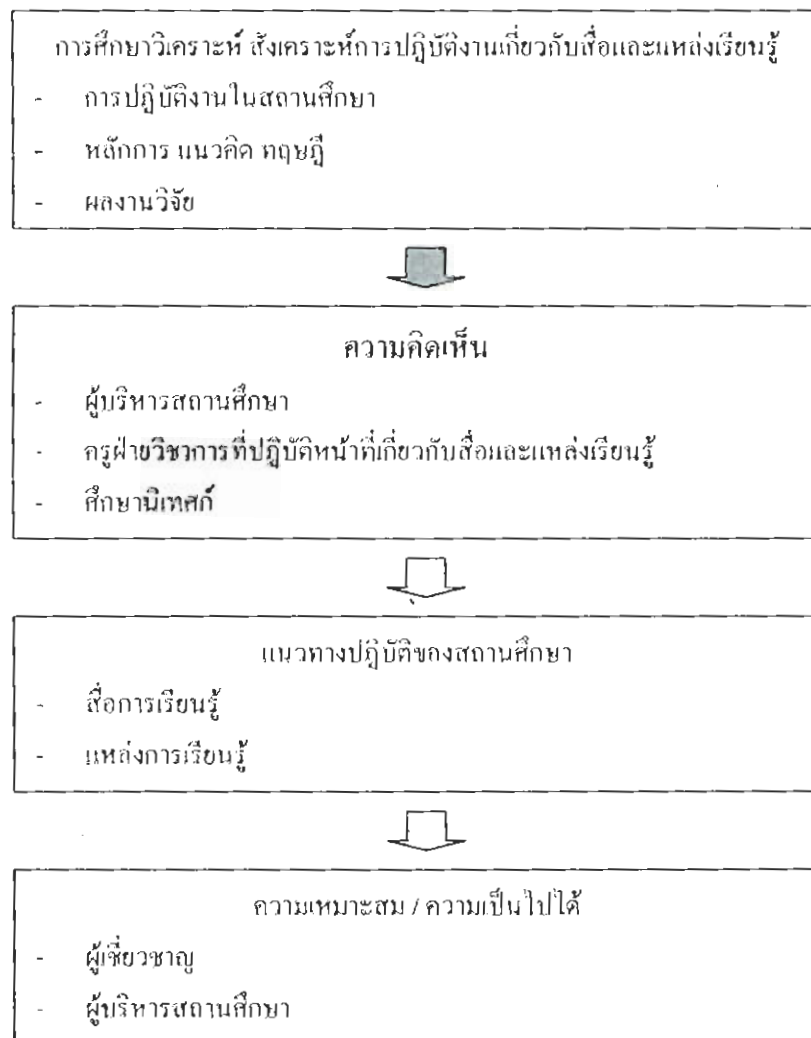 การศึกษาวิเคราะห์ สังเคราะห์การปฏิบัติงานเกี่ยวกับสื่อและแหล่งเรียนรู้
- การปฏิบัติงานในสถานศึกษา
- หลักการ แนวคิด ทฤษฎี
- ผลงานวิจัย
ความคิดเห็น
- ผู้บริหารสถานศึกษา
- ครูฝ่ายวิชาการที่ปฏิบัติหน้าที่เกี่ยวกับสื่อและแหล่งเรียนรู้
- ศึกษานิเทศก์
แนวทางปฏิบัติของสถานศึกษา
- สื่อการเรียนรู้
- แหล่งการเรียนรู้
ความเหมาะสม / ความเป็นไปได้
- ผู้เชี่ยวชาญ
- ผู้บริหารสถานศึกษา